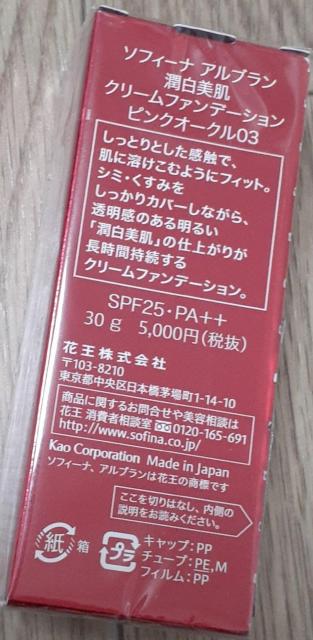 ソフィーナ アルブラン
潤白美肌
クリームファンデーション
ピンクオークル03
しっとりとした感触で、
肌に溶けこむようにフィット。
シミ・くすみを
しっかりカバーしながら、
透明感のある明るい
「潤白美肌」の仕上がりが
長時間持続する
クリームファンデーション。
SPF25・PA++
30g 5,000円(税抜)
花王株式会社
〒103-8210
東京都中央区日本橋茅場町1-14-10
商品に関するお問合せや美容相談は
花王 消費者相談室 0120-165-691
http://www.sofina.co.jp/
Kao Corporation Made in Japan
ソフィーナ、アルブランは花王の商標です
ここを切りはなし、内側の
説明をお読みください。
紙 箱
プラ
キャップ:PP
チューブ:PE,M
フィルム:PP